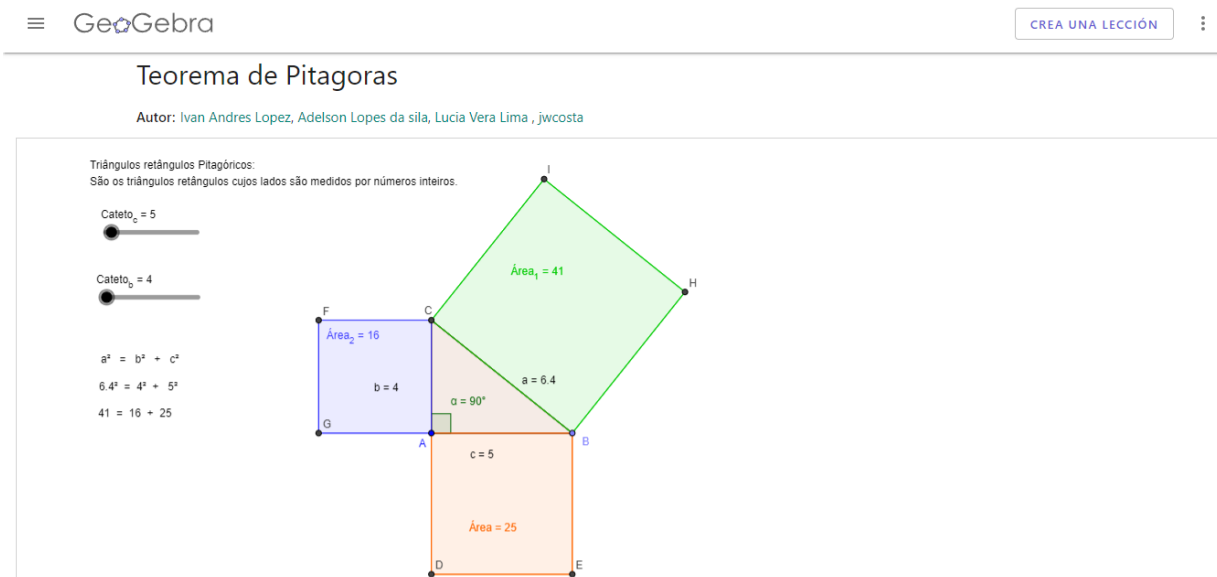 GeoGebra
CREA UNA LECCIÓN
Teorema de Pitagoras
Autor: Ivan Andres Lopez, Adelson Lopes da sila, Lucia Vera Lima , jwcosta
Triângulos retângulos Pitagóricos:
São os triângulos retângulos cujos lados são medidos por números inteiros.
Cateto_c = 5
Cateto_b = 4
a² = b² + c²
6.4² = 4² + 5²
41 = 16 + 25
I
Área₁ = 41
H
F
C
Área₂ = 16
b = 4
a = 6.4
α = 90°
G
A
B
c = 5
Área = 25
D
E